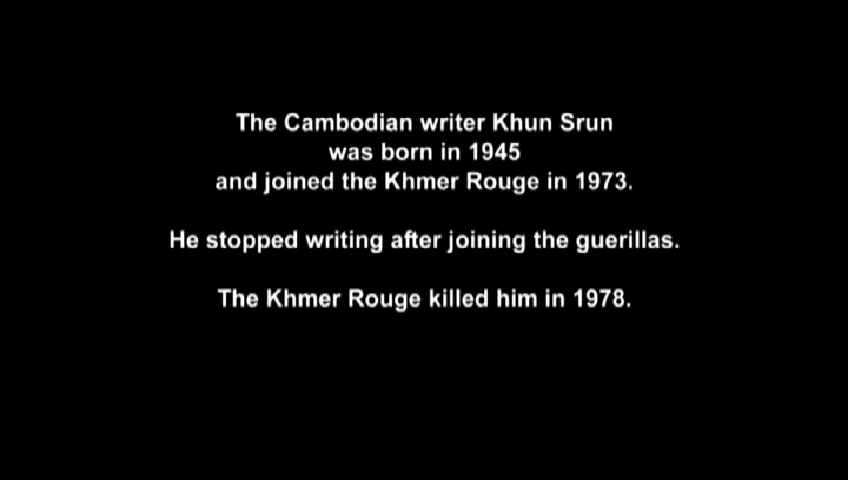 The Cambodian writer Khun Srun
was born in 1945
and joined the Khmer Rouge in 1973.
He stopped writing after joining the guerillas.
The Khmer Rouge killed him in 1978.